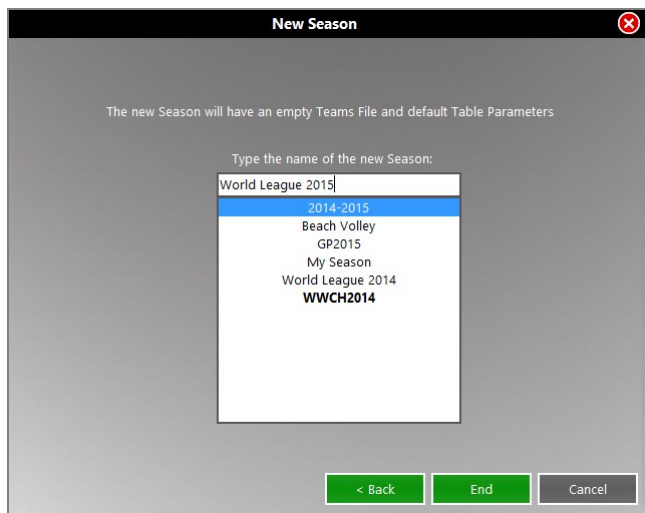 New Season
The new Season will have an empty Teams File and default Table Parameters
Type the name of the new Season:
World League 2015
2014-2015
Beach Volley
GP2015
My Season
World League 2014
WWCH2014
< Back
End
Cancel